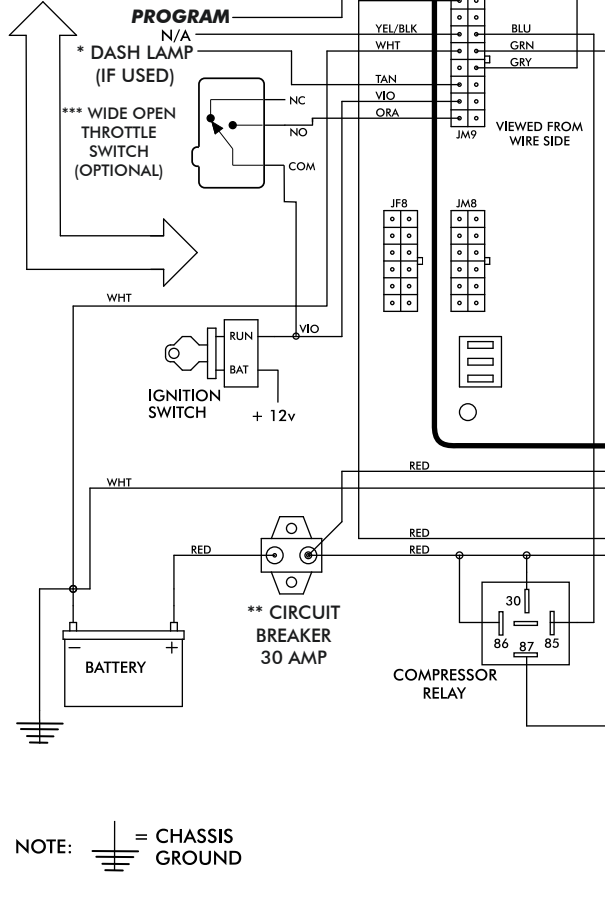 PROGRAM
N/A
YEL/BLK
BLU
* DASH LAMP
(IF USED)
WHT
GRN
GRY
TAN
NC
VIO
*** WIDE OPEN
THROTTLE
SWITCH
(OPTIONAL)
ORA
NO
JM9
VIEWED FROM
WIRE SIDE
COM
JF8
JM8
WHT
RUN
VIO
BAT
IGNITION
SWITCH
+ 12v
RED
WHT
RED
RED
RED
** CIRCUIT
BREAKER
30 AMP
30
86
87
85
− +
BATTERY
COMPRESSOR
RELAY
NOTE:
= CHASSIS
GROUND